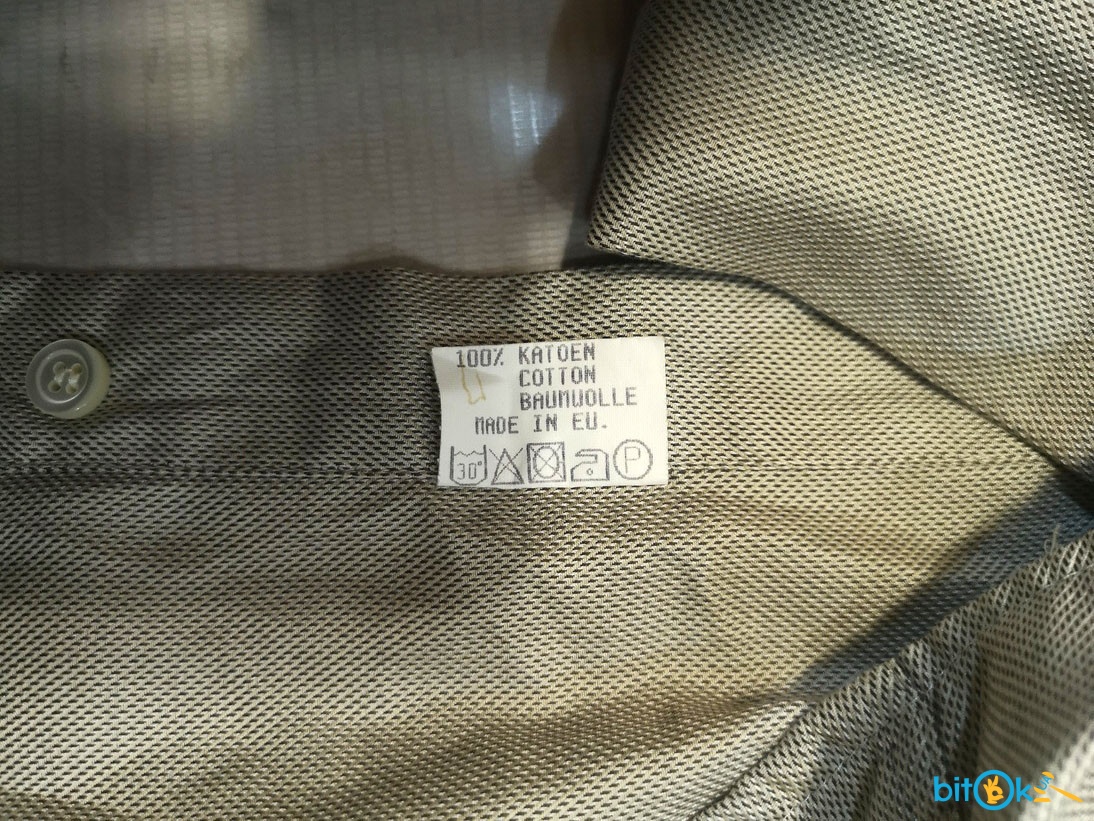 100% KATOEN
COTTON
BAUMWOLLE
MADE IN EU.
30°
P
bitOk